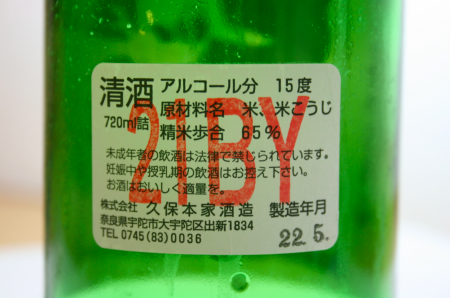 清酒 アルコール分 15度
720ml詰 原材料名 米、米こうじ
精米歩合 65%
21BY
未成年者の飲酒は法律で禁じられています。
妊娠中や授乳期の飲酒はお控え下さい。
お酒はおいしく適量を。
株式会社 久保本家酒造 製造年月
奈良県宇陀市大宇陀区出新1834
TEL 0745(83)0036
22.5.